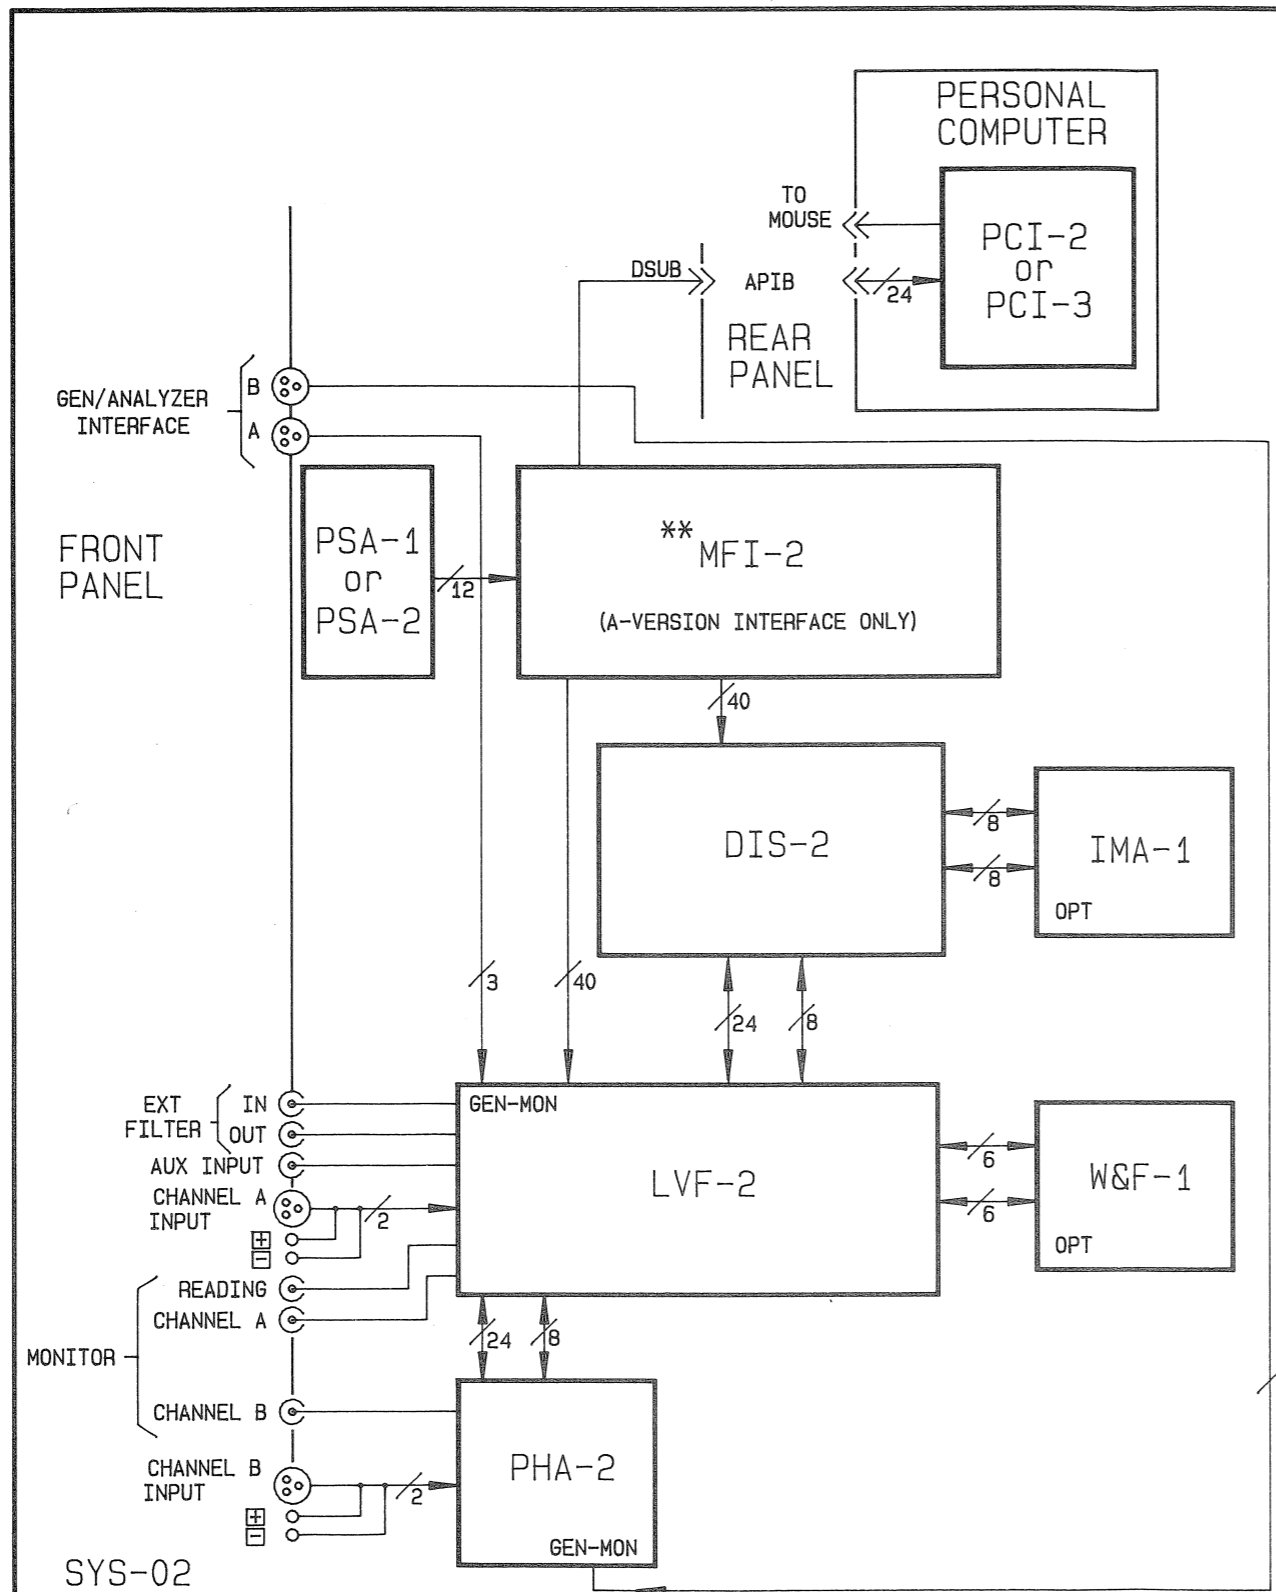 PERSONAL
COMPUTER
TO
MOUSE
PCI-2
or
PCI-3
DSUB
APIB
24
REAR
PANEL
GEN/ANALYZER
INTERFACE
B
A
FRONT
PANEL
PSA-1
or
PSA-2
12
**MFI-2
(A-VERSION INTERFACE ONLY)
40
DIS-2
8
8
IMA-1
OPT
3
40
24
8
EXT
FILTER
IN
OUT
AUX INPUT
CHANNEL A
INPUT
+
-
2
GEN-MON
LVF-2
6
6
W&F-1
OPT
MONITOR
READING
CHANNEL A
CHANNEL B
24
8
CHANNEL B
INPUT
+
-
2
PHA-2
GEN-MON
SYS-02